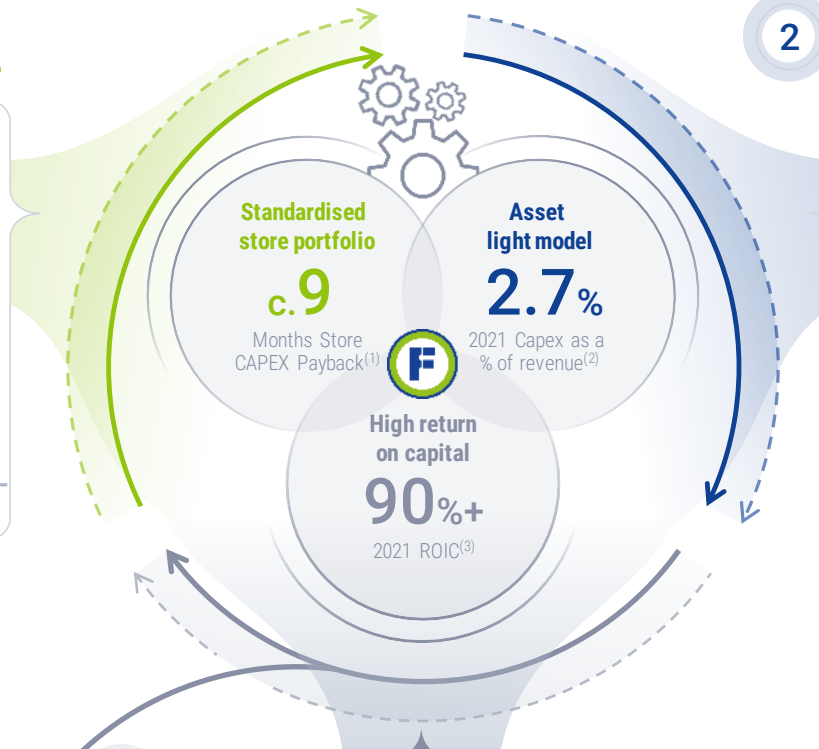 2
Standardised
store portfolio
c.9
Months Store
CAPEX Payback(1)
Asset
light model
2.7%
2021 Capex as a
% of revenue(2)
F
High return
on capital
90%+
2021 ROIC(3)